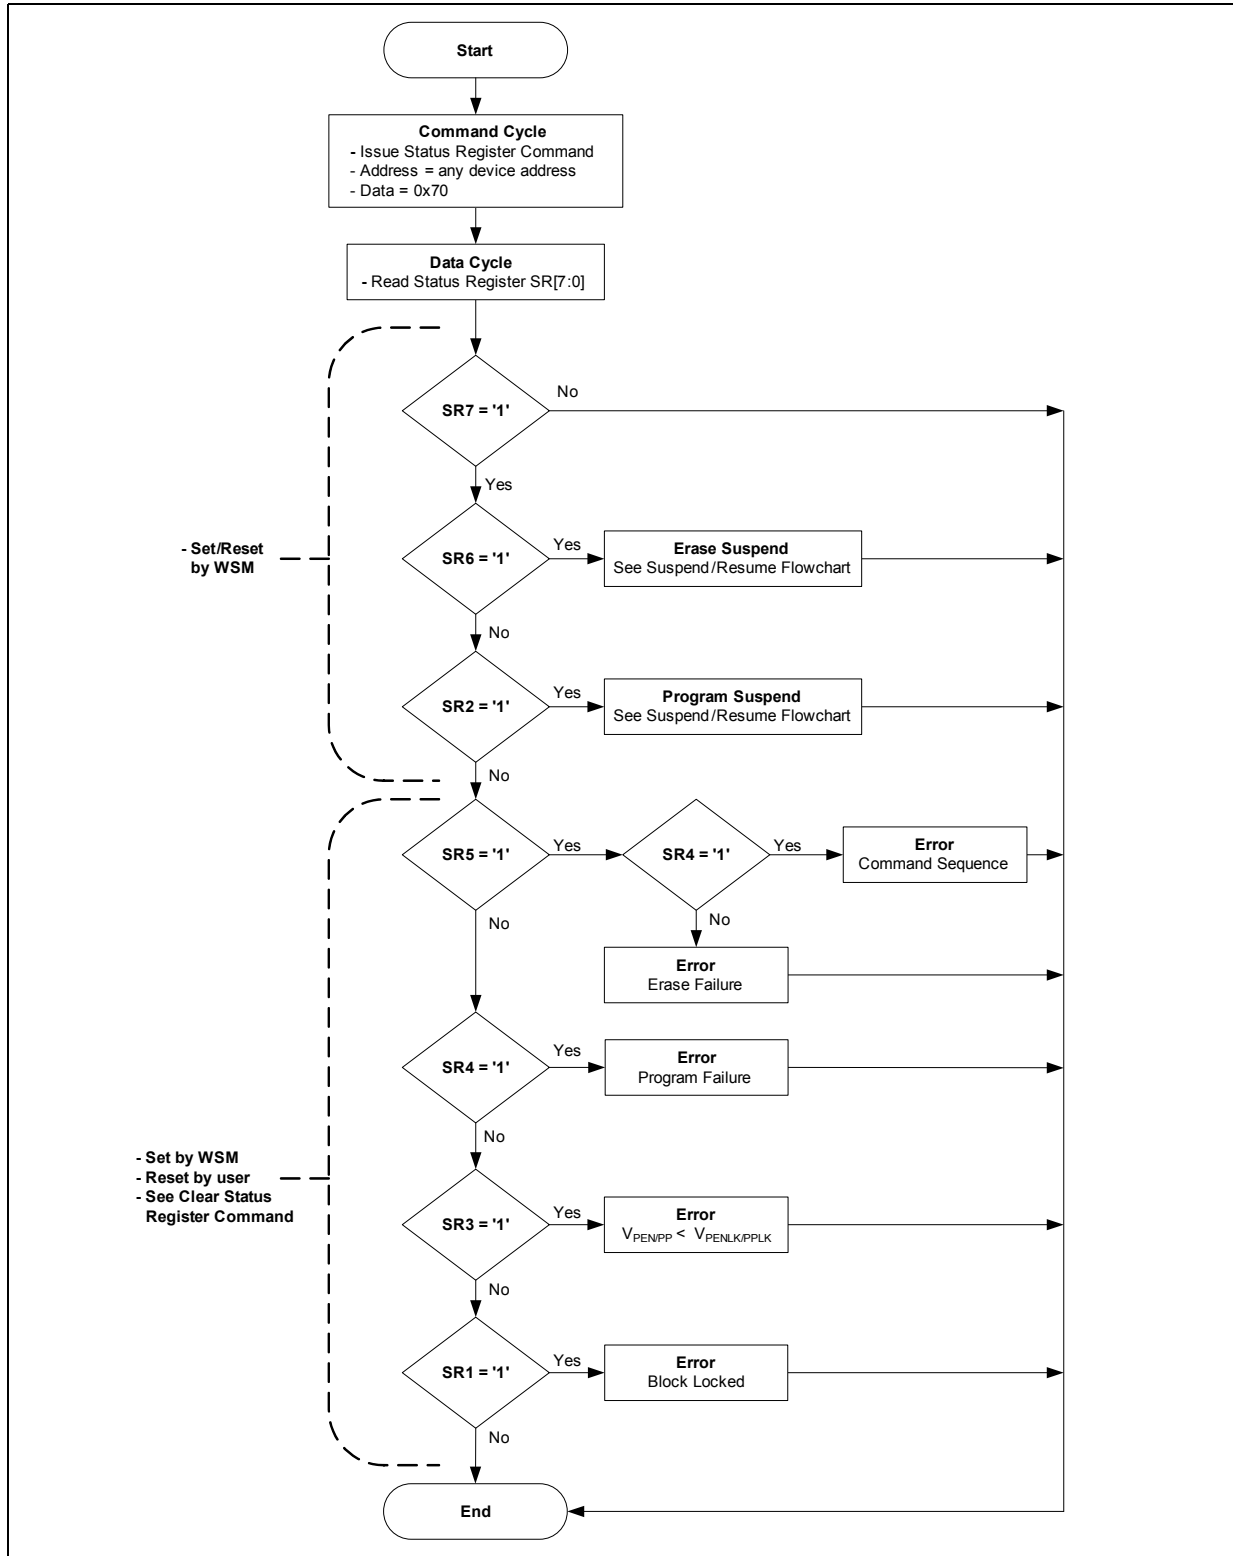 Start
Command Cycle
- Issue Status Register Command
- Address = any device address
- Data = 0x70
Data Cycle
- Read Status Register SR[7:0]
SR7 = '1'
No
Yes
- Set/Reset
by WSM
SR6 = '1'
Yes
Erase Suspend
See Suspend/Resume Flowchart
No
SR2 = '1'
Yes
Program Suspend
See Suspend/Resume Flowchart
No
SR5 = '1'
Yes
SR4 = '1'
Yes
Error
Command Sequence
No
No
Error
Erase Failure
SR4 = '1'
Yes
Error
Program Failure
No
- Set by WSM
- Reset by user
- See Clear Status
Register Command
SR3 = '1'
Yes
Error
VPEN/PP < VPENLK/PPLK
No
SR1 = '1'
Yes
Error
Block Locked
No
End